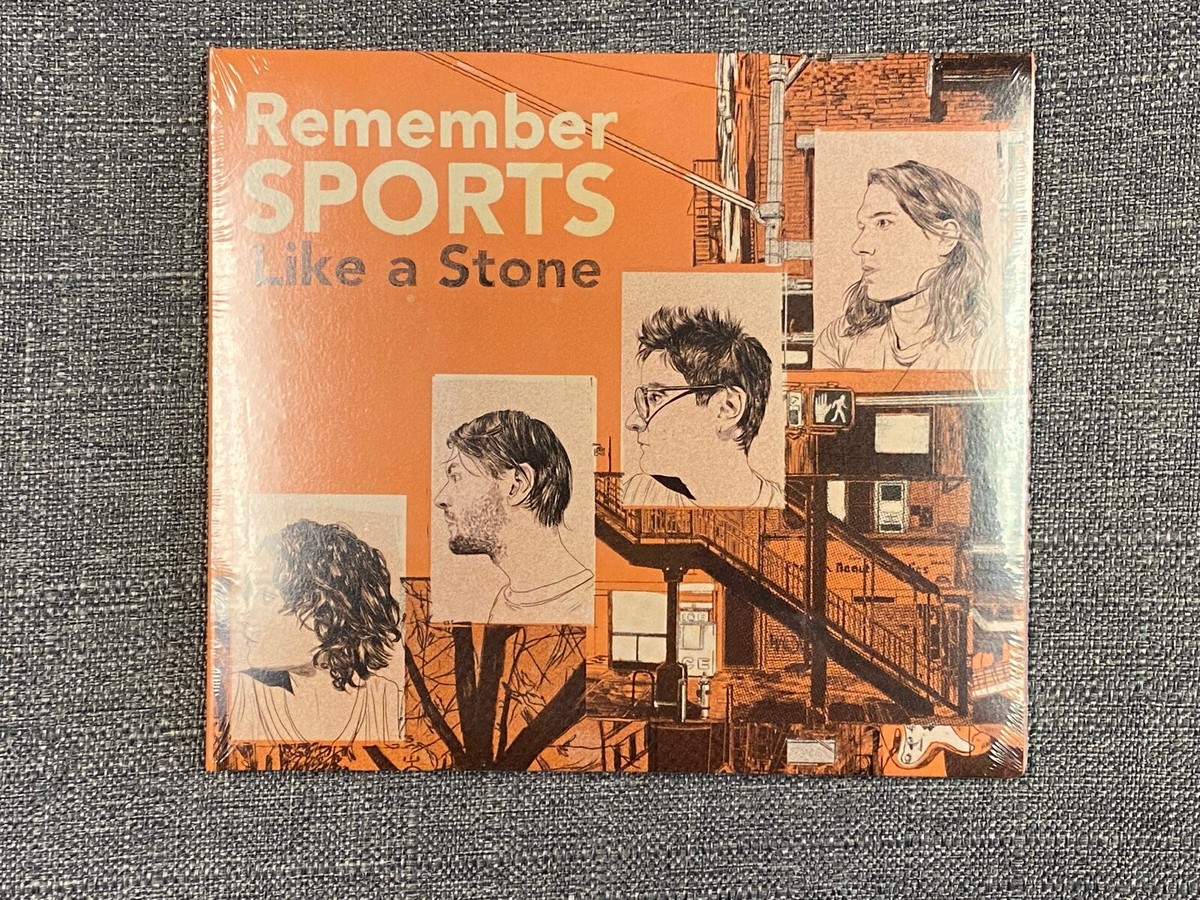 Remember
SPORTS
Like a Stone